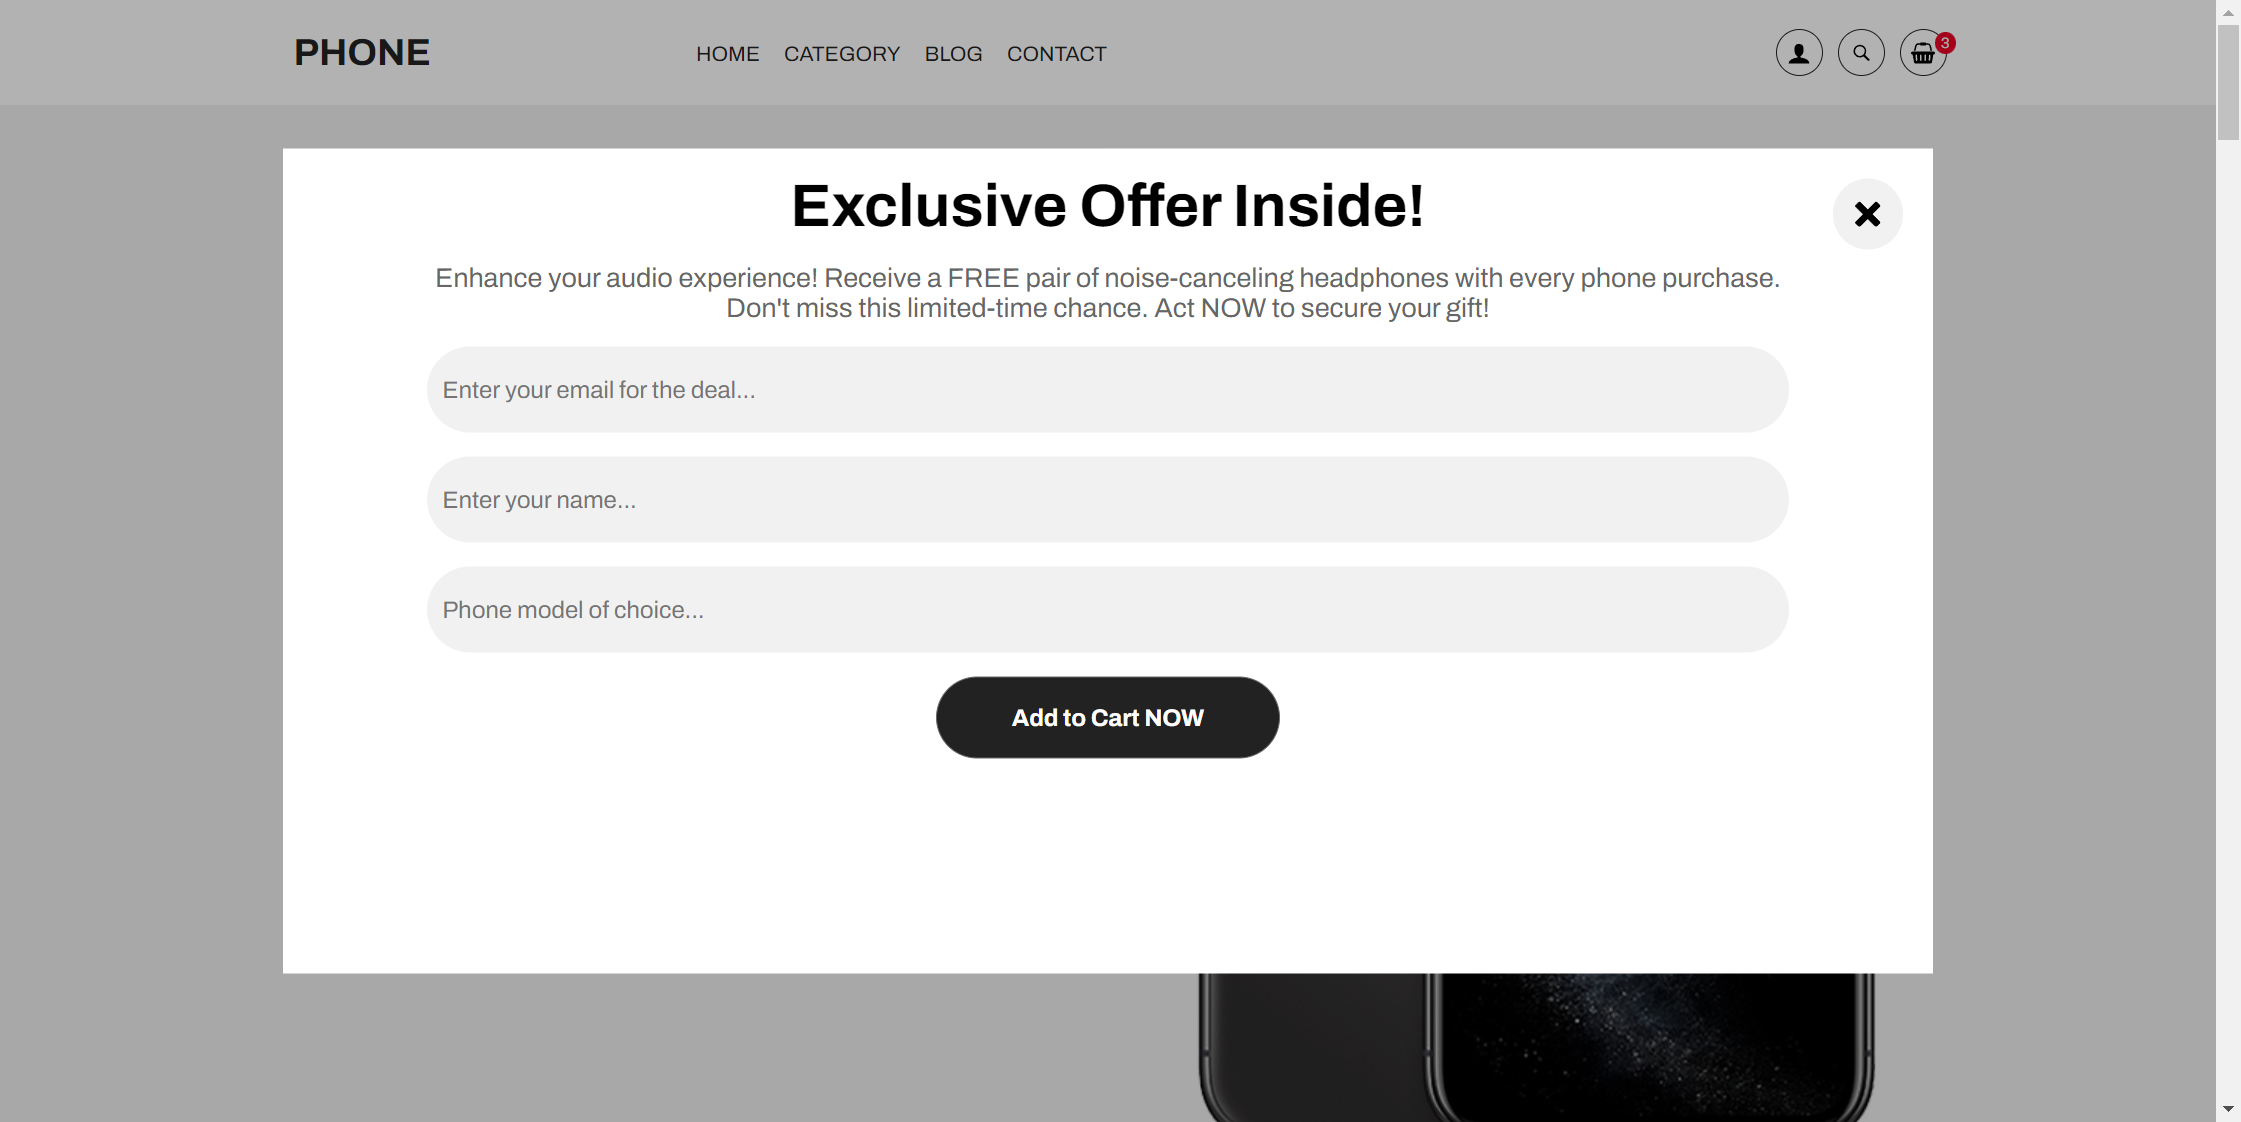 PHONE
HOME CATEGORY BLOG CONTACT
3
Exclusive Offer Inside!
Enhance your audio experience! Receive a FREE pair of noise-canceling headphones with every phone purchase.
Don't miss this limited-time chance. Act NOW to secure your gift!
Enter your email for the deal...
Enter your name...
Phone model of choice...
Add to Cart NOW